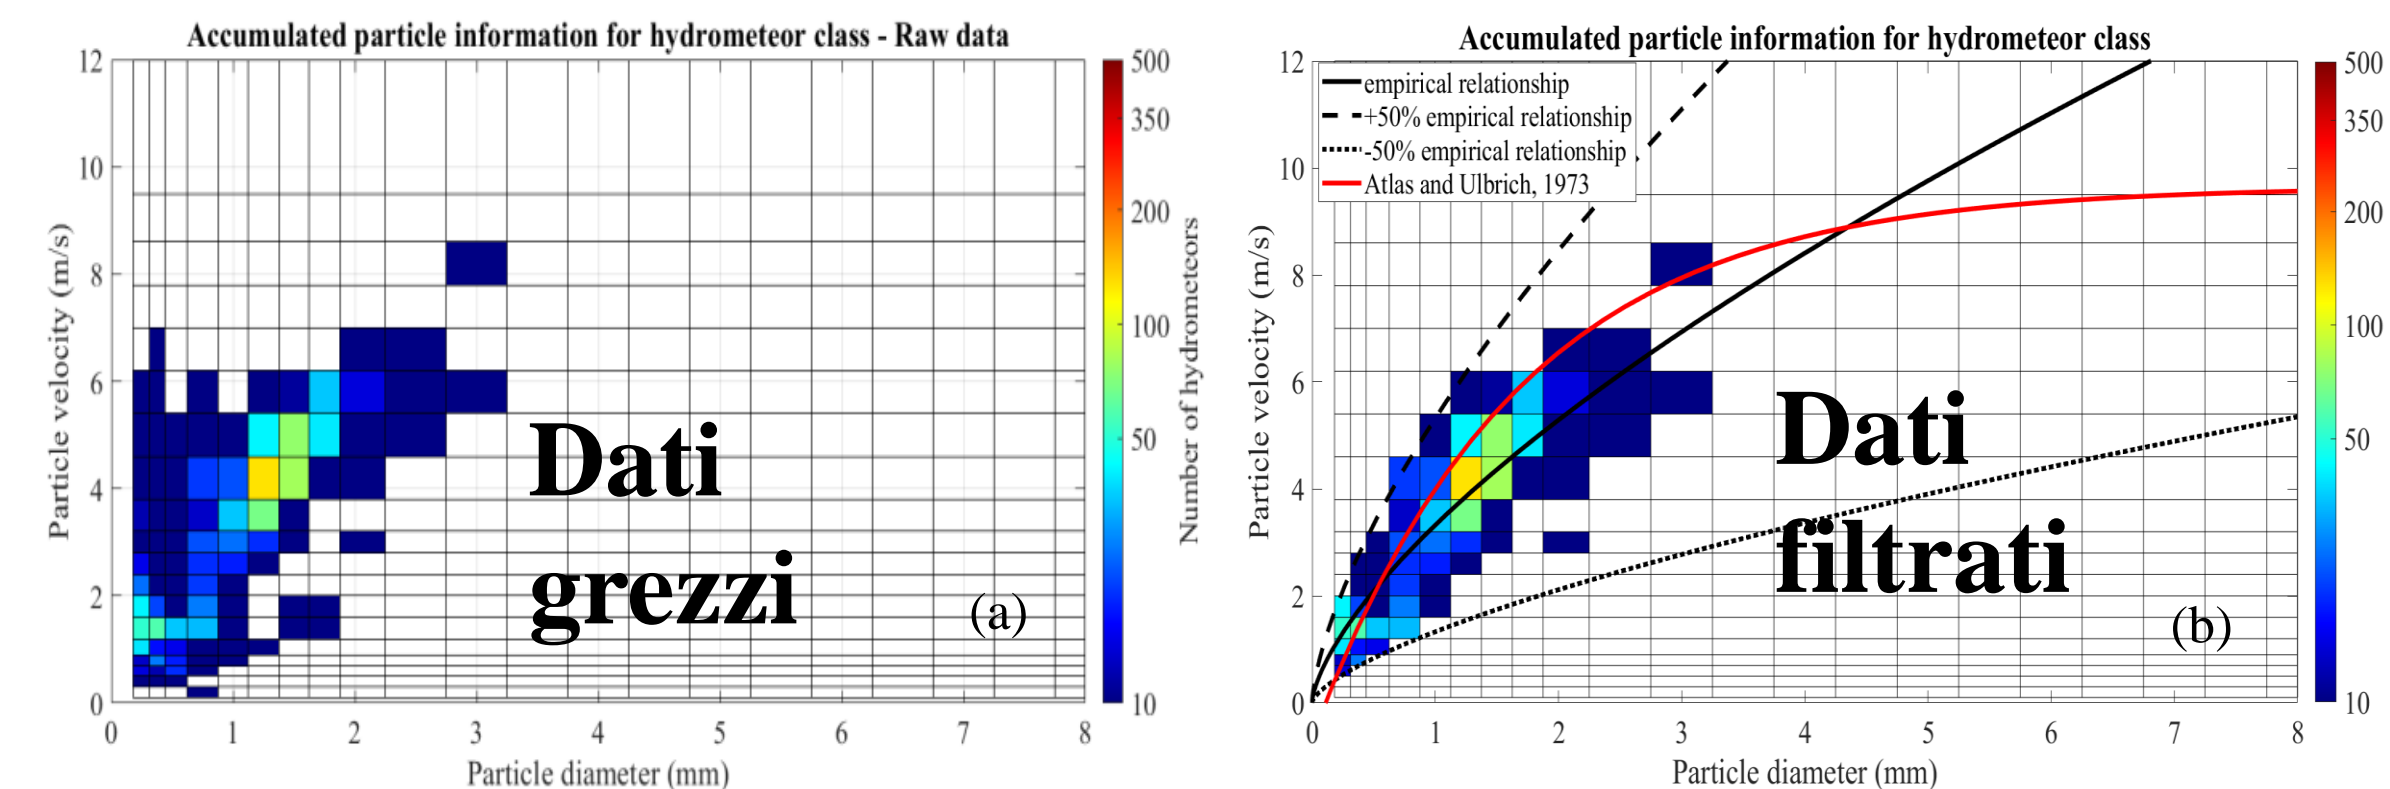 Accumulated particle information for hydrometeor class - Raw data
12
10
8
6
4
2
0
0 1 2 3 4 5 6 7 8
Particle velocity (m/s)
Particle diameter (mm)
Dati
grezzi
(a)
500
350
200
100
50
10
Number of hydrometeors
Accumulated particle information for hydrometeor class
empirical relationship
+50% empirical relationship
-50% empirical relationship
Atlas and Ulbrich, 1973
12
10
8
6
4
2
0
0 1 2 3 4 5 6 7 8
Particle velocity (m/s)
Particle diameter (mm)
Dati
filtrati
(b)
500
350
200
100
50
10